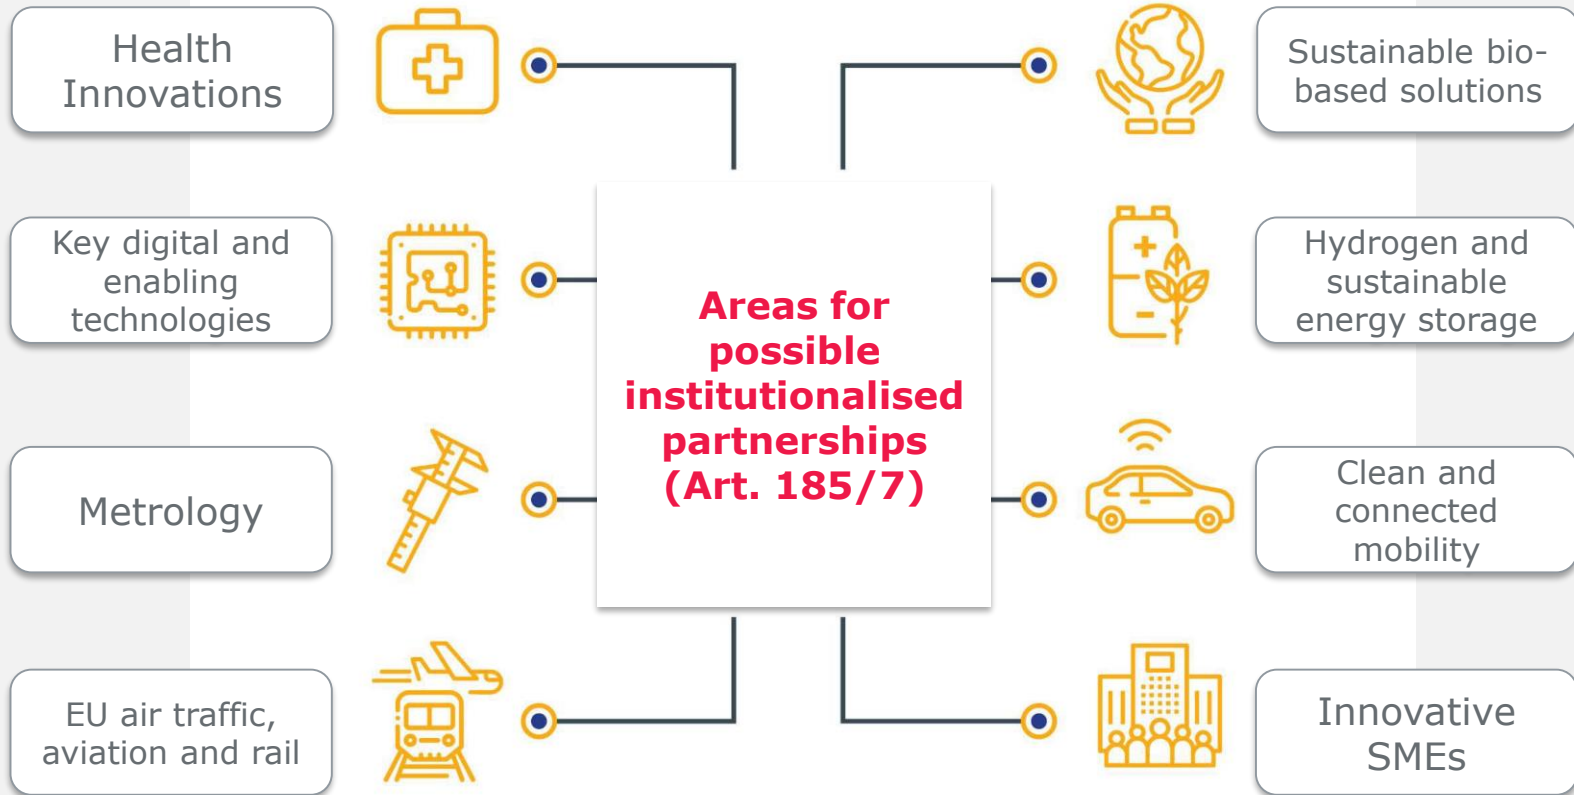 Health
Innovations
Key digital and
enabling
technologies
Metrology
EU air traffic,
aviation and rail
Areas for
possible
institutionalised
partnerships
(Art. 185/7)
Sustainable bio-
based solutions
Hydrogen and
sustainable
energy storage
Clean and
connected
mobility
Innovative
SMEs